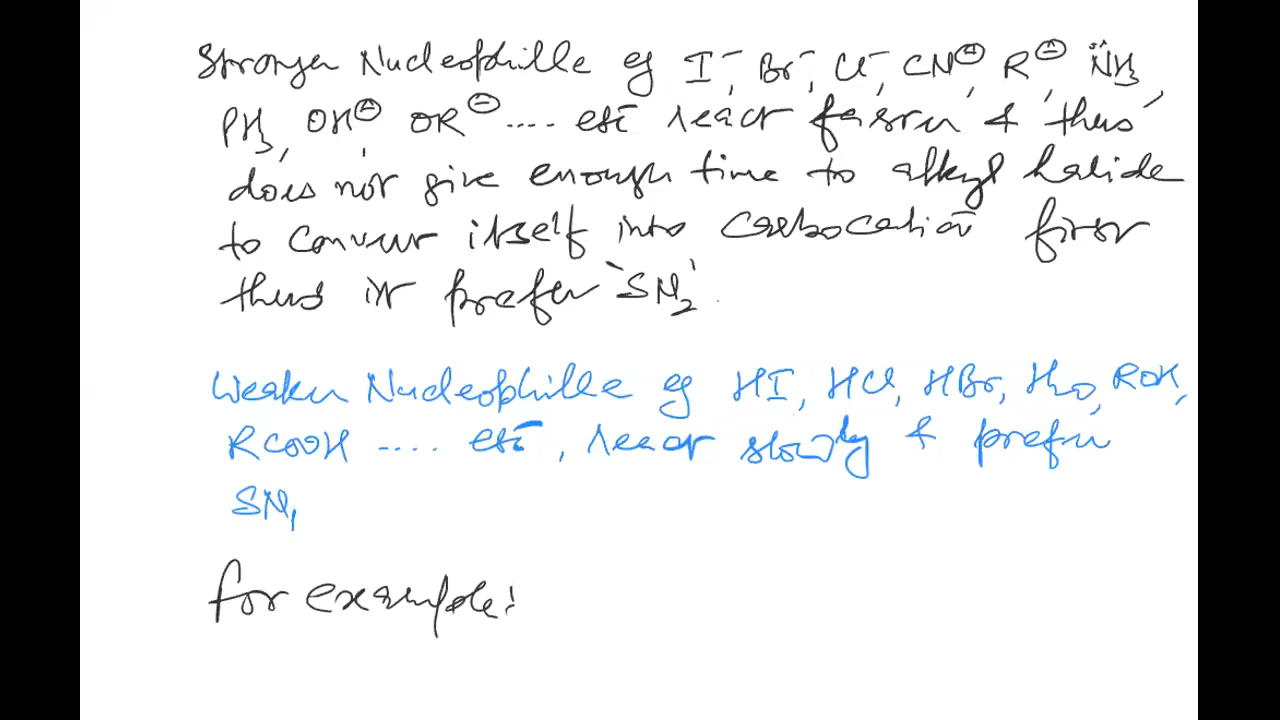 Stronger Nucleophille eg I⁻, Br⁻, Cl⁻, CN⊖, R⊖, N̈H3,
PH3, OH⊖, OR⊖ .... etc react faster & thus
does not give enough time to alkyl halide
to convert itself into carbocation first
thus it prefer 'SN2'.
Weaker Nucleophille eg HI, HCl, HBr, H2O, ROH,
RCOOH .... etc, react slowly & prefer
SN1
for example: